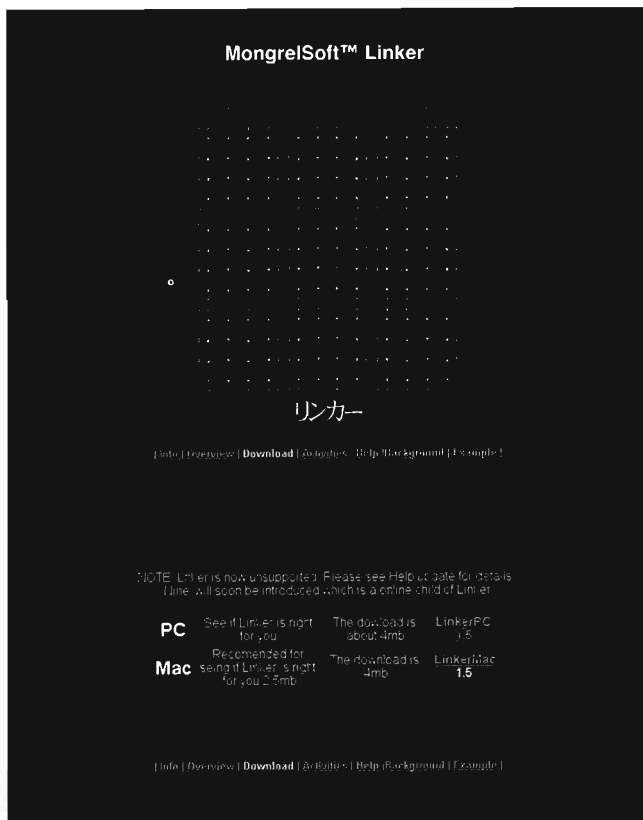 MongrelSoft™ Linker
リンカー
| Info | Overview | Download | Activities | Help |Background | Example |
NOTE Linker is now unsupported. Please see Help update for details
Nine will soon be introduced which is a online child of Linker
PC See if Linker is right for you The dowload is about 4mb LinkerPC 1.5
Mac Recomended for seing if Linker is right for you 2.5mb The download is 4mb LinkerMac 1.5
| Info | Overview | Download | Activities | Help |Background | Example |